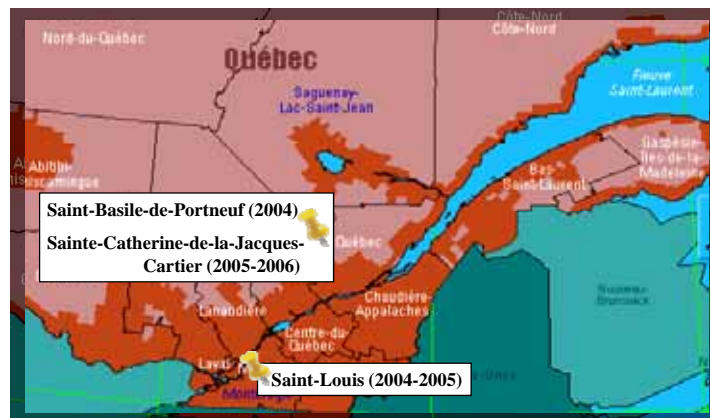 Côte-Nord
Côte-Nord
Nord-du-Québec
Québec
Fleuve
Saint-Laurent
Saguenay-
Lac-Saint-Jean
Gaspésie-
Îles-de-la-
Madeleine
Abitibi-
Bas-
Saint-Laurent
Saint-Basile-de-Portneuf (2004)
Sainte-Catherine-de-la-Jacques-
Cartier (2005-2006)
Québec
Nouveau-
Brunswick
Chaudière-
Appalaches
Lanaudière
Centre-du-
Québec
Laval
Saint-Louis (2004-2005)